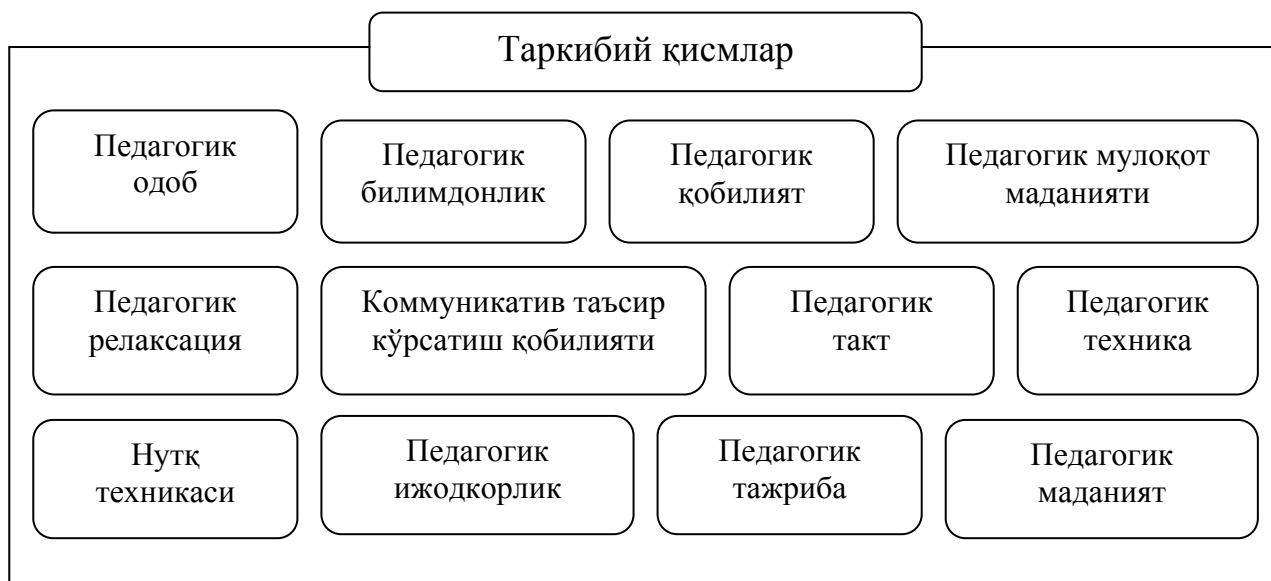 Таркибий қисмлар
Педагогик
одоб
Педагогик
билимдонлик
Педагогик
қобилият
Педагогик мулоқот
маданияти
Педагогик
релаксация
Коммуникатив таъсир
кўрсатиш қобилияти
Педагогик
такт
Педагогик
техника
Нутқ
техникаси
Педагогик
ижодкорлик
Педагогик
тажриба
Педагогик
маданият